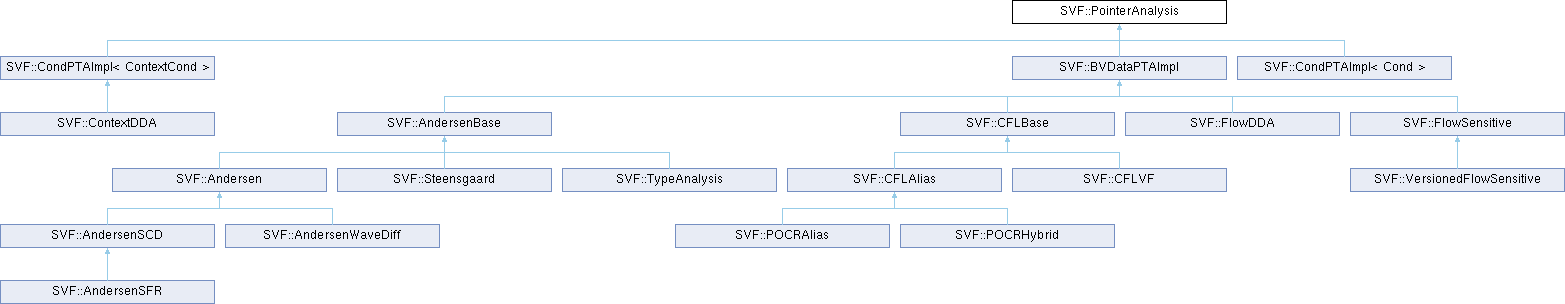 SVF::PointerAnalysis
SVF::CondPTAImpl< ContextCond >
SVF::BVDataPTAImpl
SVF::CondPTAImpl< Cond >
SVF::ContextDDA
SVF::AndersenBase
SVF::CFLBase
SVF::FlowDDA
SVF::FlowSensitive
SVF::Andersen
SVF::Steensgaard
SVF::TypeAnalysis
SVF::CFLAlias
SVF::CFLVF
SVF::VersionedFlowSensitive
SVF::AndersenSCD
SVF::AndersenWaveDiff
SVF::POCRAlias
SVF::POCRHybrid
SVF::AndersenSFR